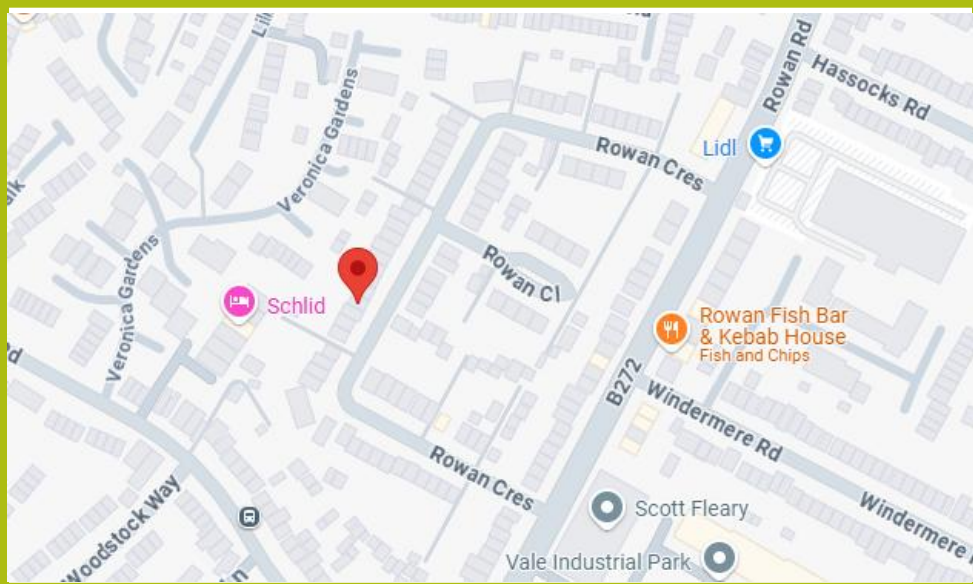 Rowan Rd
Hassocks Rd
Veronica Gardens
Lidl
Rowan Cres
Rowan Cl
Veronica Gardens
Schlid
Rowan Fish Bar
& Kebab House
Fish and Chips
B272
Windermere Rd
Rowan Cres
Windermere
Woodstock Way
Scott Fleary
Vale Industrial Park